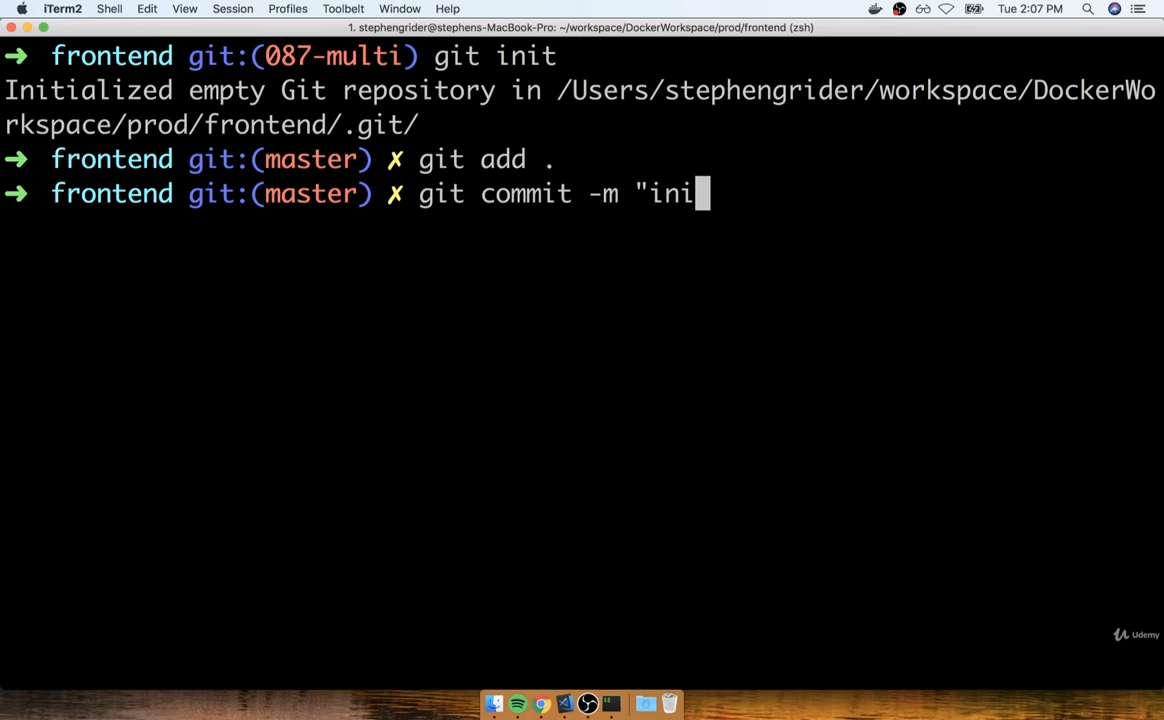 iTerm2 Shell Edit View Session Profiles Toolbelt Window Help Tue 2:07 PM
1. stephengrider@stephens-MacBook-Pro: ~/workspace/DockerWorkspace/prod/frontend (zsh)
➜ frontend git:(087-multi) git init
Initialized empty Git repository in /Users/stephengrider/workspace/DockerWo
rkspace/prod/frontend/.git/
➜ frontend git:(master) ✗ git add .
➜ frontend git:(master) ✗ git commit -m "ini
Udemy